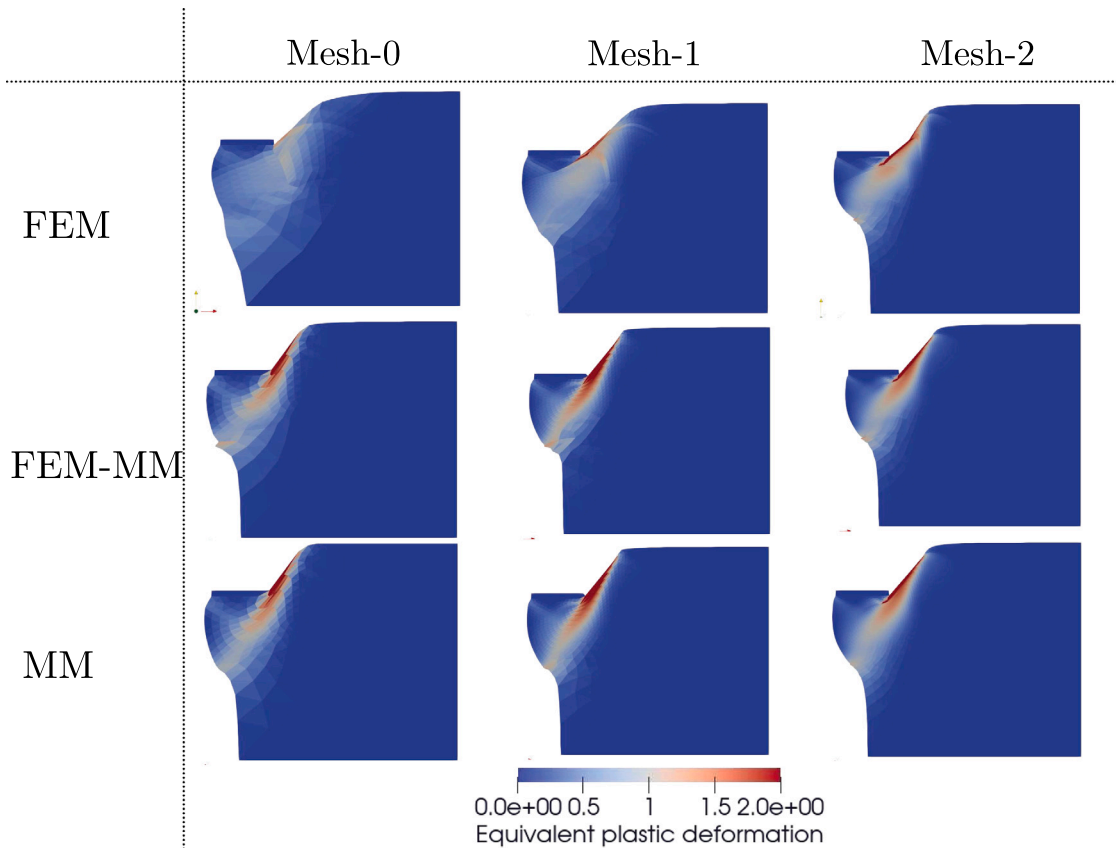 Mesh-0 Mesh-1 Mesh-2
FEM
FEM-MM
MM
0.0e+00 0.5 1 1.5 2.0e+00
Equivalent plastic deformation